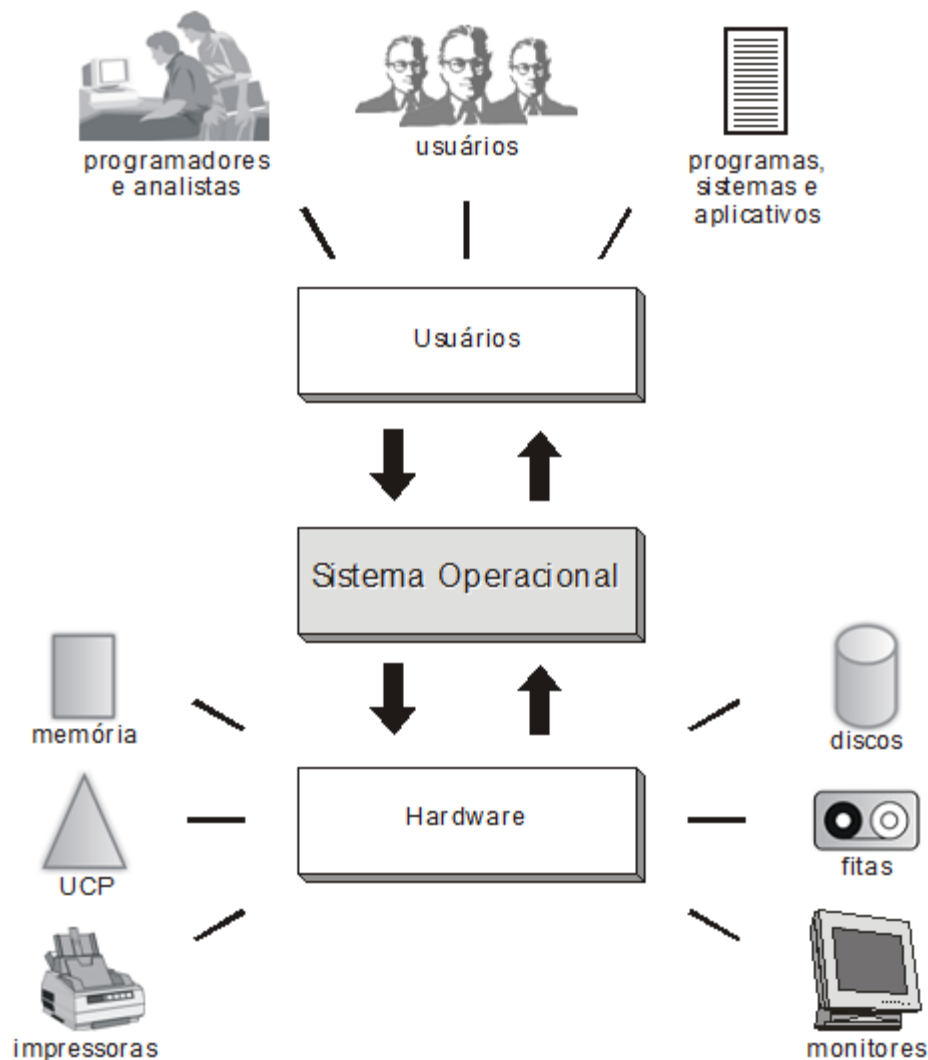 programadores
e analistas
usuários
programas,
sistemas e
aplicativos
Usuários
Sistema Operacional
memória
discos
Hardware
UCP
fitas
impressoras
monitores